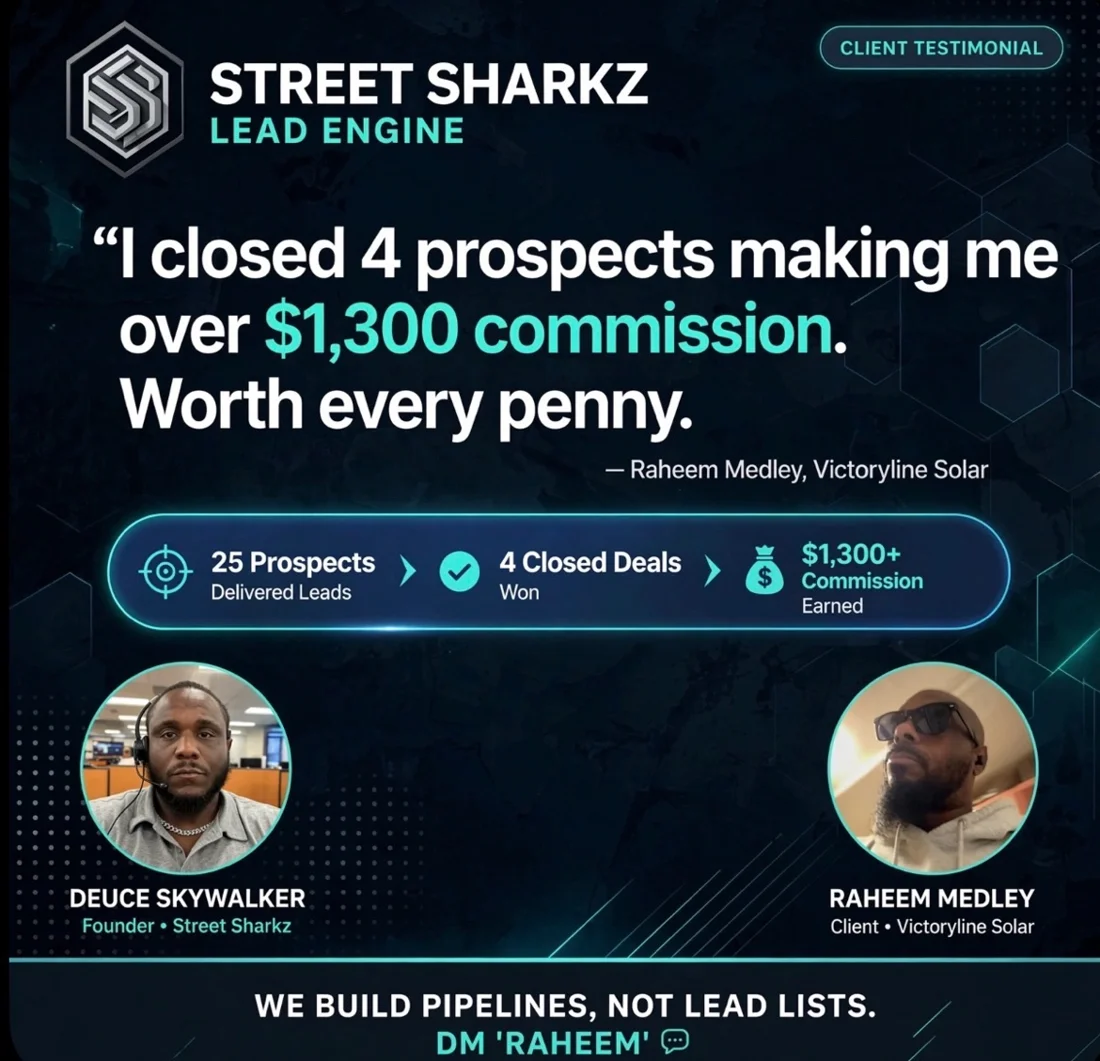 CLIENT TESTIMONIAL
STREET SHARKZ
LEAD ENGINE
“I closed 4 prospects making me
over $1,300 commission.
Worth every penny.
— Raheem Medley, Victoryline Solar
25 Prospects
Delivered Leads
4 Closed Deals
Won
$1,300+
Commission
Earned
DEUCE SKYWALKER
Founder • Street Sharkz
RAHEEM MEDLEY
Client • Victoryline Solar
WE BUILD PIPELINES, NOT LEAD LISTS.
DM 'RAHEEM'